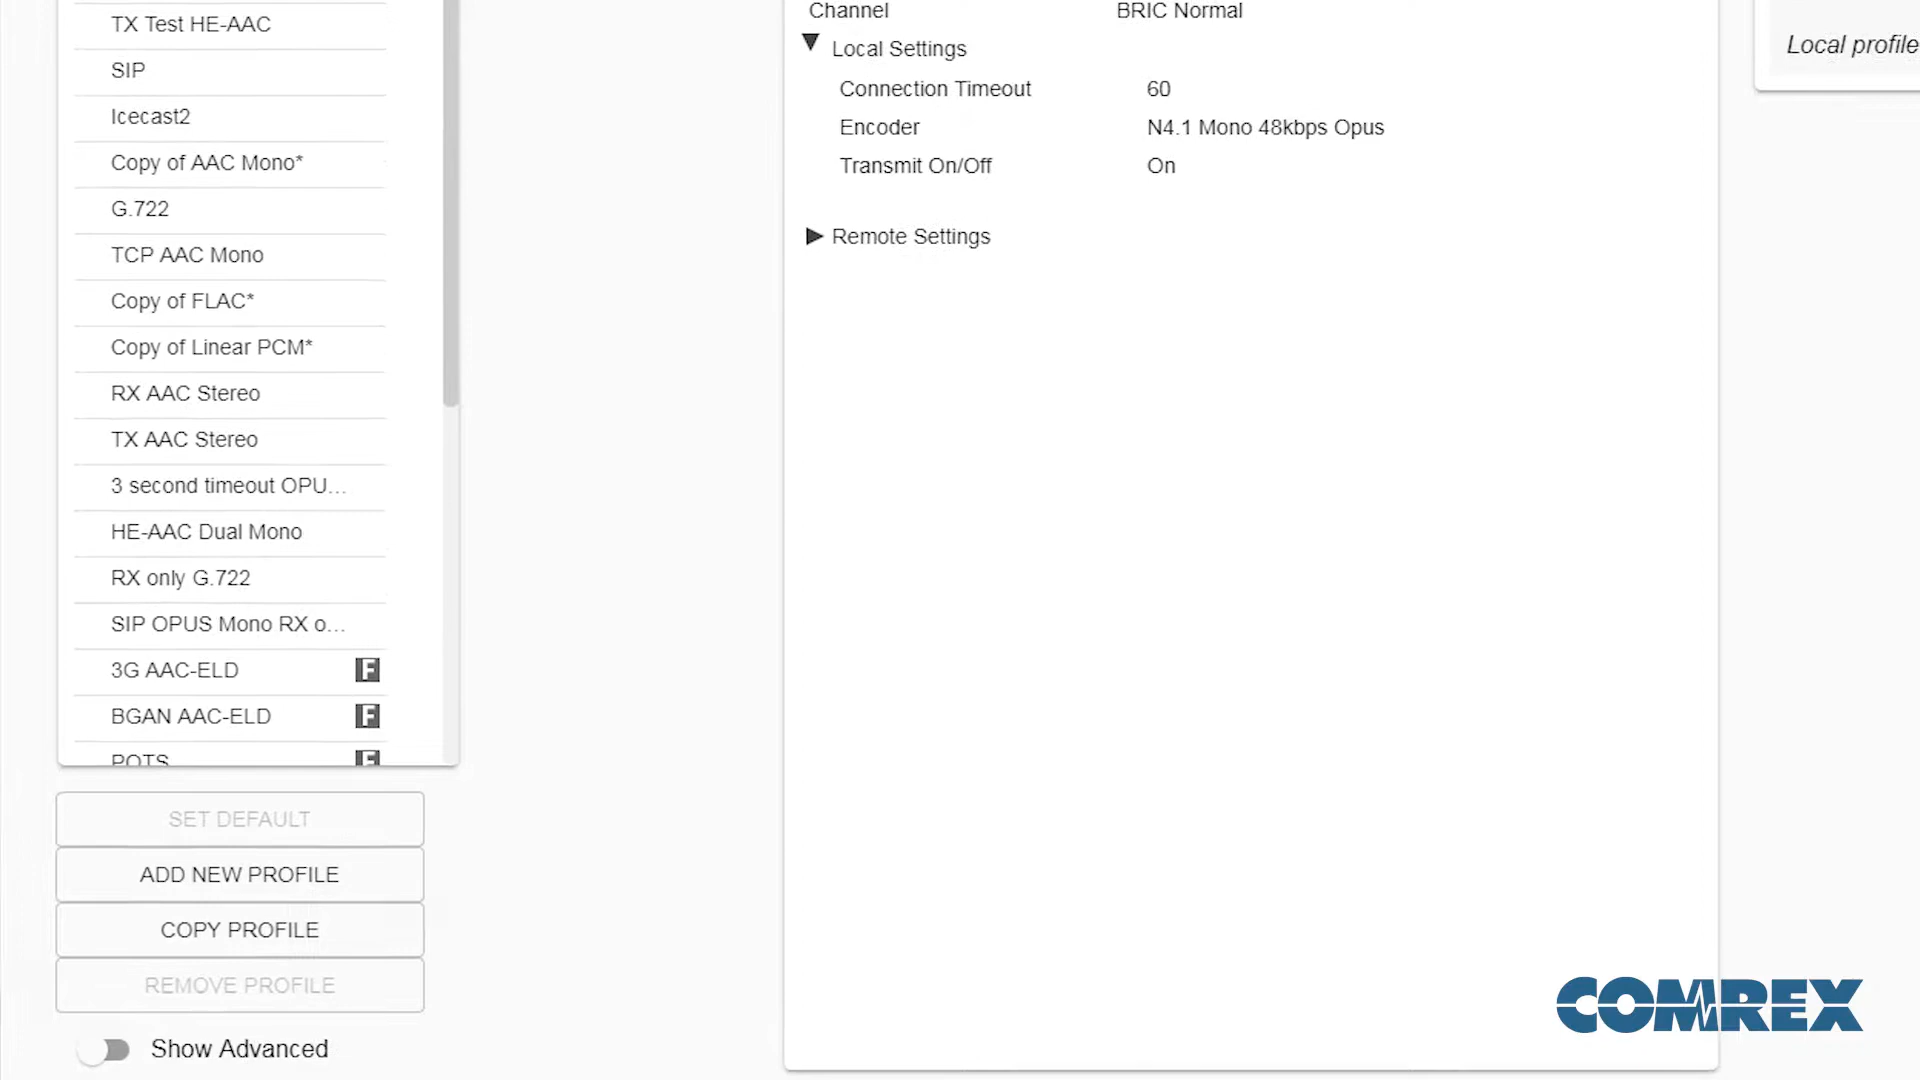 TX Test HE-AAC
SIP
Icecast2
Copy of AAC Mono*
G.722
TCP AAC Mono
Copy of FLAC*
Copy of Linear PCM*
RX AAC Stereo
TX AAC Stereo
3 second timeout OPU...
HE-AAC Dual Mono
RX only G.722
SIP OPUS Mono RX o...
3G AAC-ELD F
BGAN AAC-ELD F
POTS F
SET DEFAULT
ADD NEW PROFILE
COPY PROFILE
REMOVE PROFILE
Show Advanced
Channel BRIC Normal
Local Settings
Connection Timeout 60
Encoder N4.1 Mono 48kbps Opus
Transmit On/Off On
Remote Settings
Local profile
COMREX